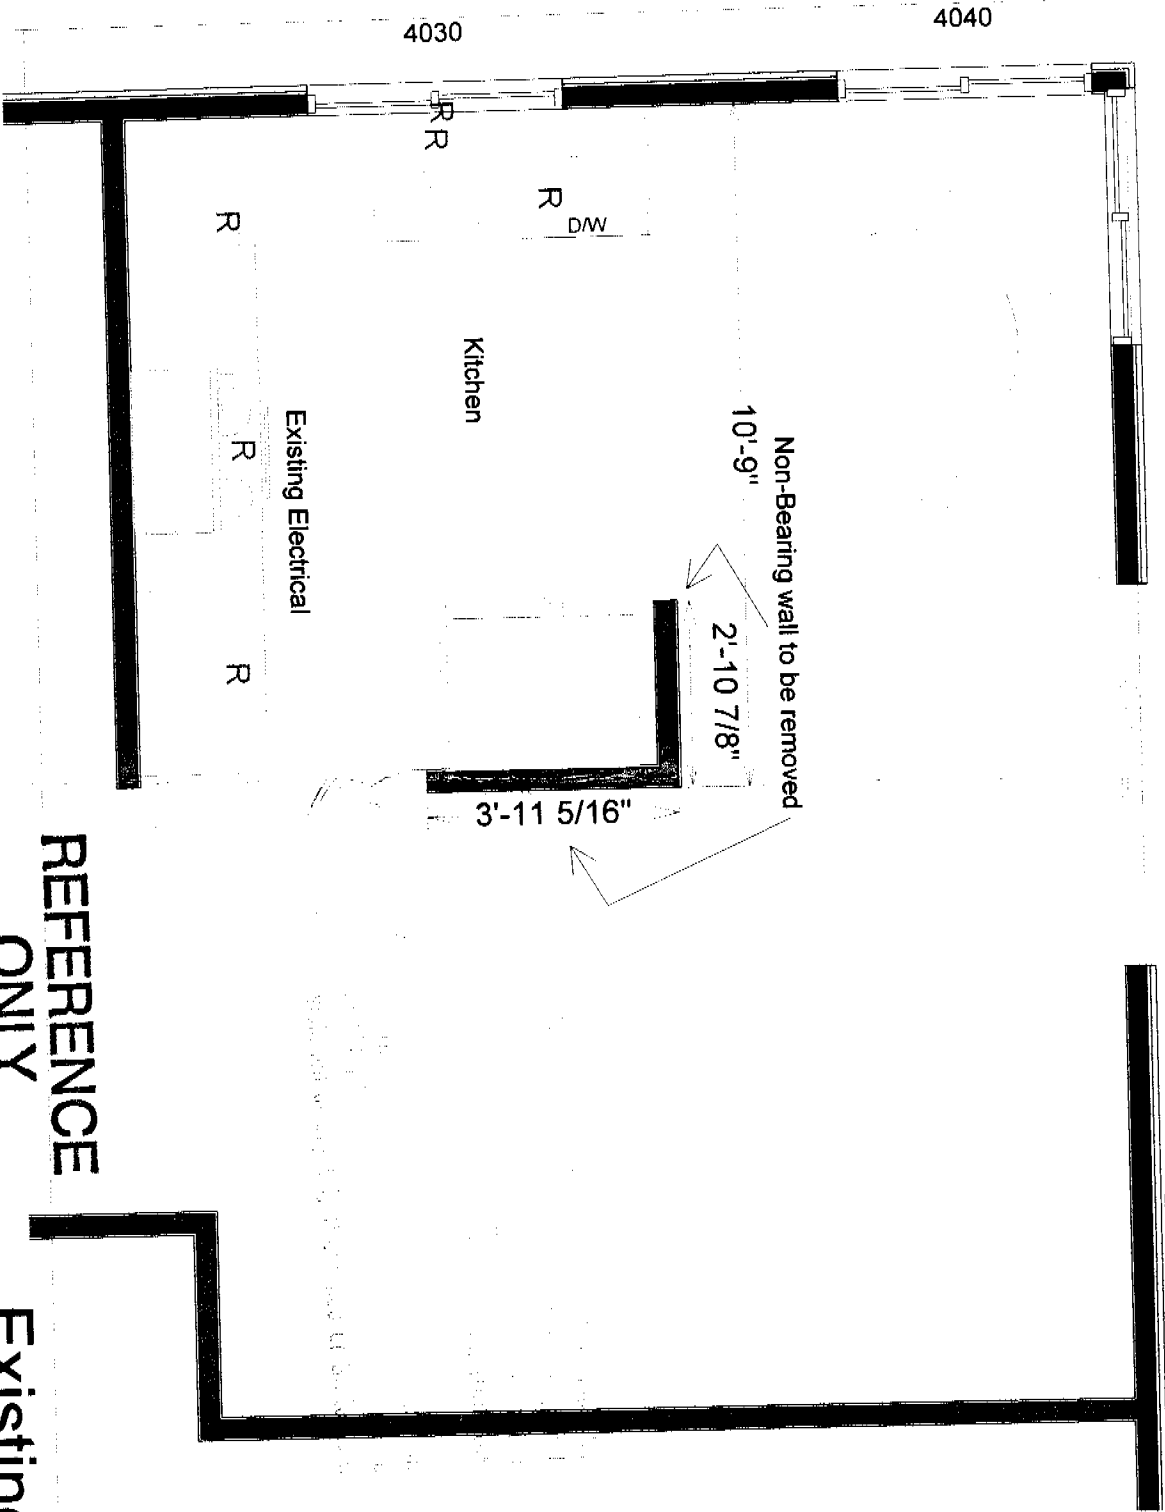 4030
4040
R
R
R
R
D/W
Kitchen
10'-9"
Non-Bearing wall to be removed
Existing Electrical
R
2'-10 7/8"
R
3'-11 5/16"
REFERENCE
ONLY
Existing